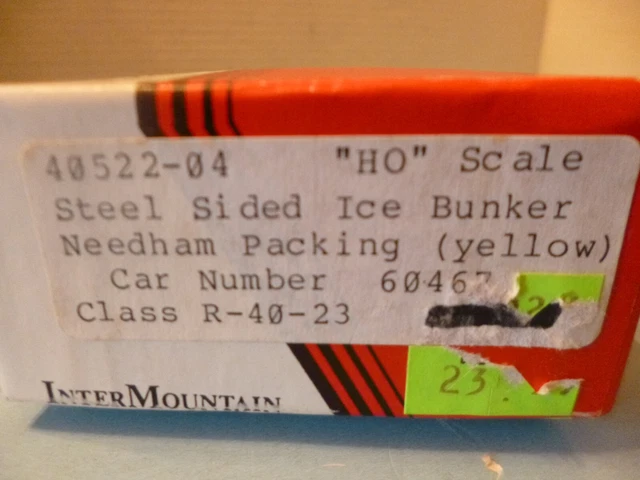 40522-04 "HO" Scale
Steel Sided Ice Bunker
Needham Packing (yellow)
Car Number 60467
Class R-40-23
23
INTERMOUNTAIN